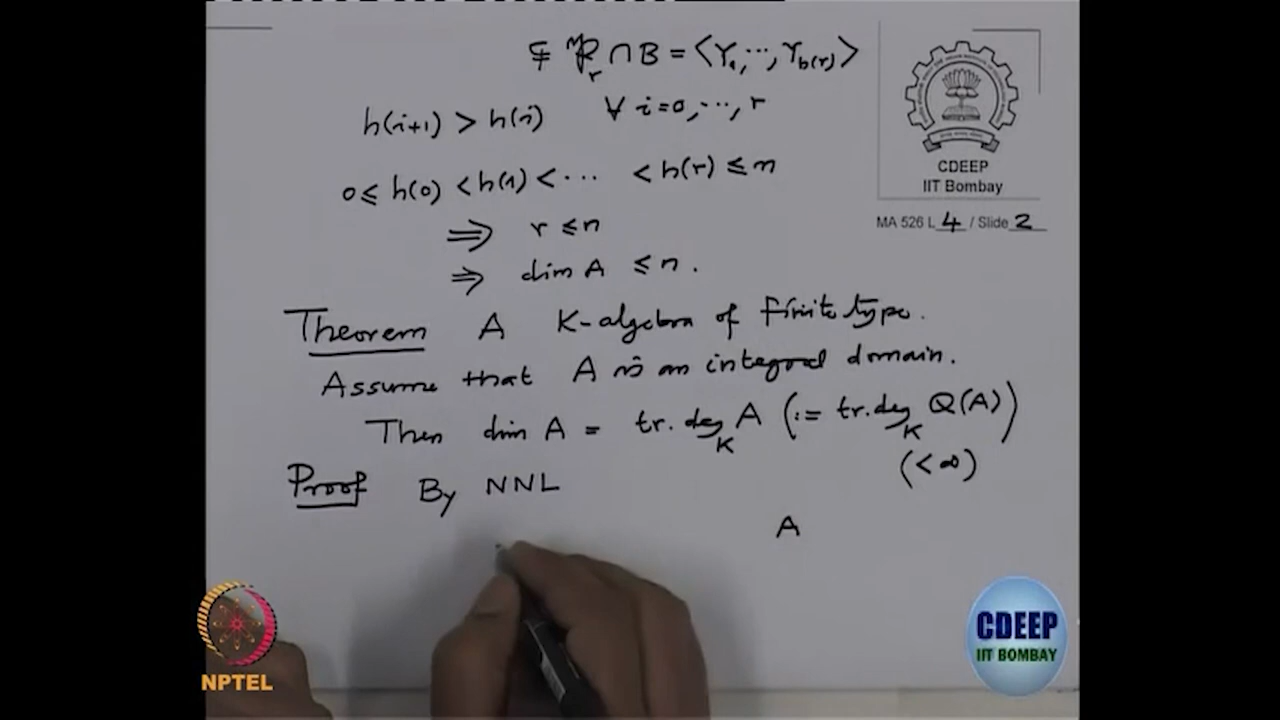 ⊊ 𝔓_r ∩ B = ⟨Y_1, ..., Y_h(r)⟩
h(i+1) > h(i) ∀ i=0,...,r
0 ≤ h(0) < h(1) < ... < h(r) ≤ n
⇒ r ≤ n
⇒ dim A ≤ n.
CDEEP
IIT Bombay
MA 526 L 4 / Slide 2
Theorem A K-algebra of finite type.
Assume that A is an integral domain.
Then dim A = tr.deg_K A (:= tr.deg_K Q(A))
(< ∞)
Proof By NNL
A
NPTEL
CDEEP
IIT BOMBAY